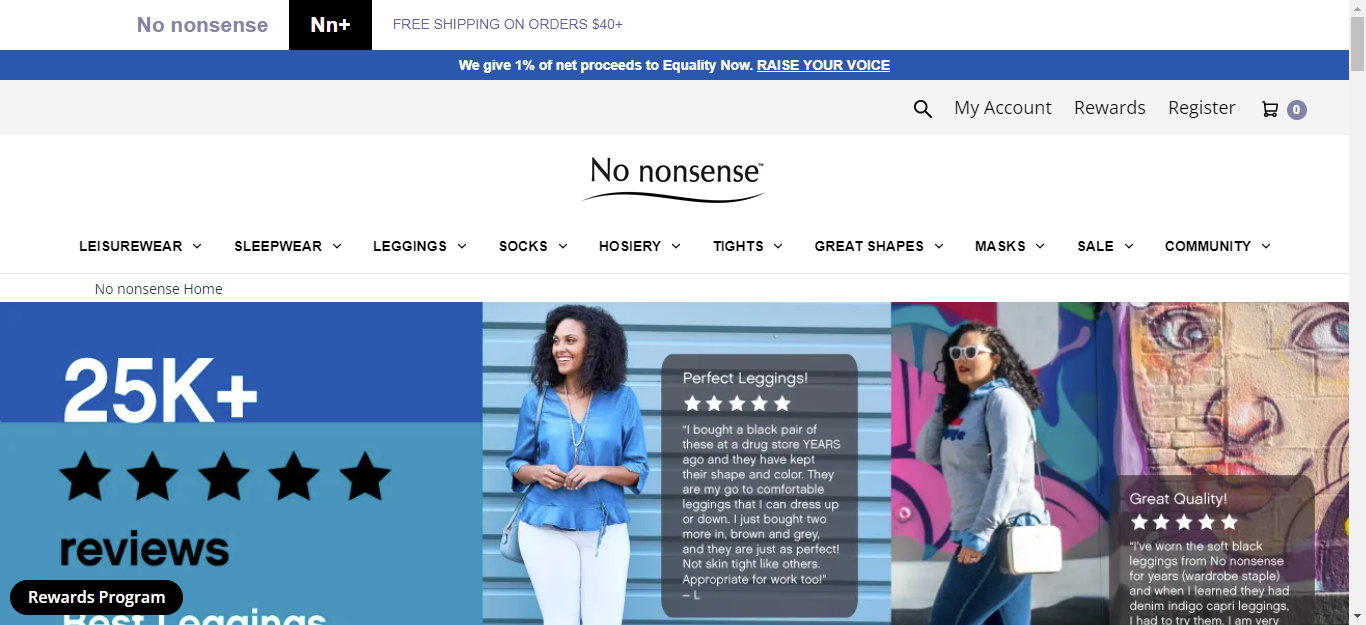 No nonsense
Nn+
FREE SHIPPING ON ORDERS $40+
We give 1% of net proceeds to Equality Now. RAISE YOUR VOICE
My Account Rewards Register 0
No nonsense™
LEISUREWEAR SLEEPWEAR LEGGINGS SOCKS HOSIERY TIGHTS GREAT SHAPES MASKS SALE COMMUNITY
No nonsense Home
25K+
reviews
Best Leggings
Rewards Program
Perfect Leggings!
"I bought a black pair of
these at a drug store YEARS
ago and they have kept
their shape and color. They
are my go to comfortable
leggings that I can dress up
or down. I just bought two
more in, brown and grey,
and they are just as perfect!
Not skin tight like others.
Appropriate for work too!"
– L
Great Quality!
"I've worn the soft black
leggings from No nonsense
for years (wardrobe staple)
and when I learned they had
denim indigo capri leggings,
I had to try them. I am very